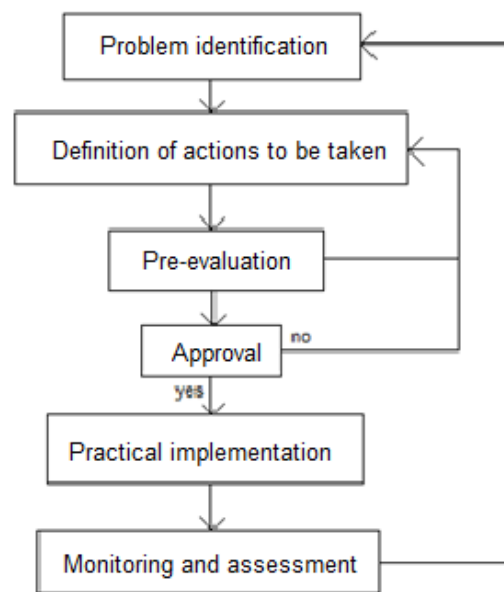 Problem identification
Definition of actions to be taken
Pre-evaluation
Approval
no
yes
Practical implementation
Monitoring and assessment